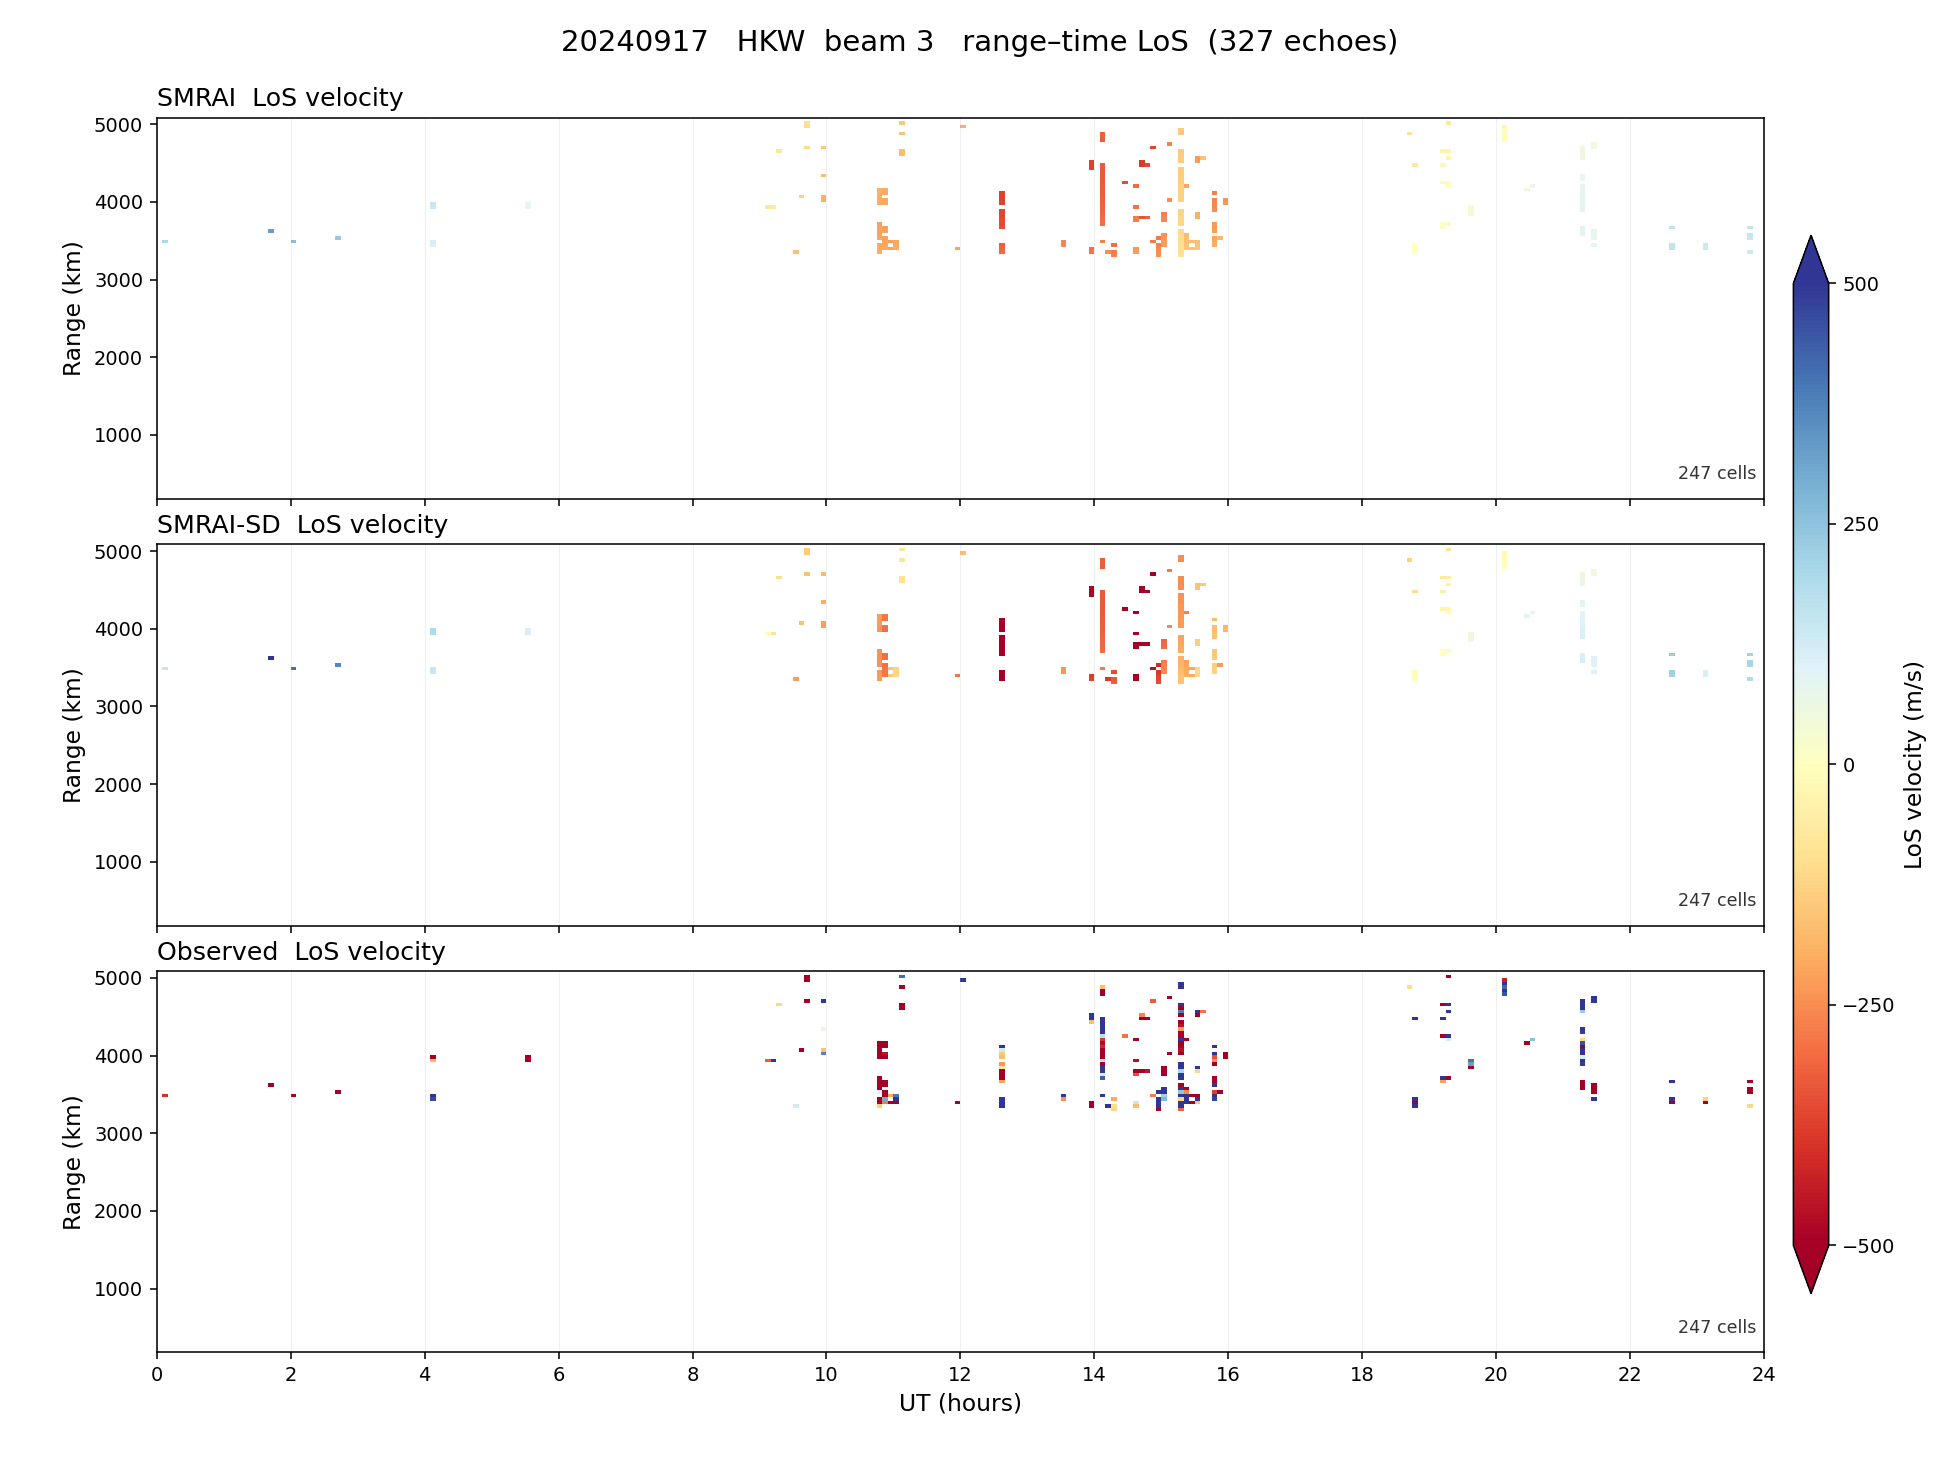 20240917   HKW  beam 3   range–time LoS  (327 echoes)
SMRAI  LoS velocity
5000
4000
3000
2000
1000
Range (km)
247 cells
SMRAI-SD  LoS velocity
5000
4000
3000
2000
1000
Range (km)
247 cells
Observed  LoS velocity
5000
4000
3000
2000
1000
Range (km)
247 cells
0 2 4 6 8 10 12 14 16 18 20 22 24
UT (hours)
500
250
0
−250
−500
LoS velocity (m/s)